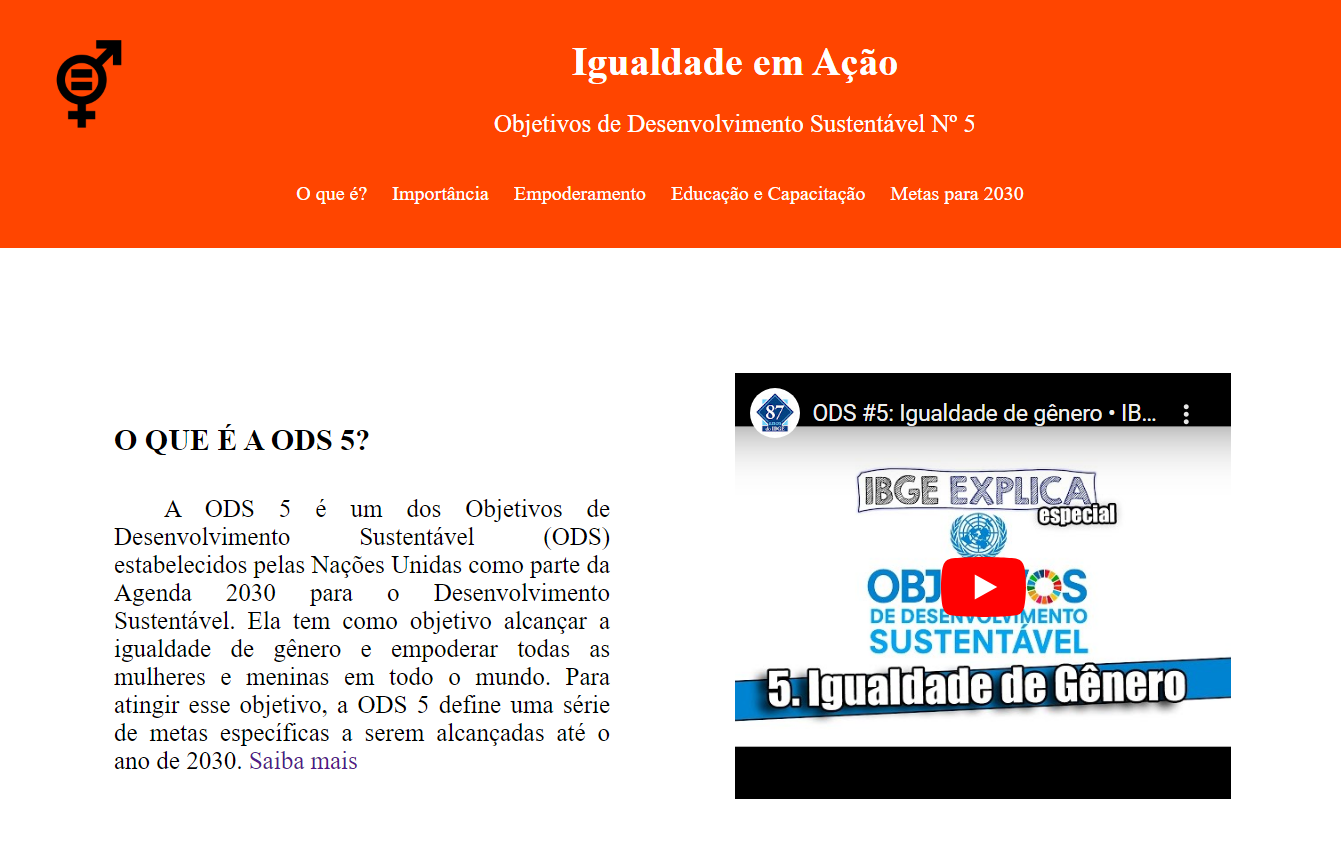 Igualdade em Ação
Objetivos de Desenvolvimento Sustentável Nº 5
O que é? Importância Empoderamento Educação e Capacitação Metas para 2030
O QUE É A ODS 5?
A ODS 5 é um dos Objetivos de
Desenvolvimento Sustentável (ODS)
estabelecidos pelas Nações Unidas como parte da
Agenda 2030 para o Desenvolvimento
Sustentável. Ela tem como objetivo alcançar a
igualdade de gênero e empoderar todas as
mulheres e meninas em todo o mundo. Para
atingir esse objetivo, a ODS 5 define uma série
de metas específicas a serem alcançadas até o
ano de 2030. Saiba mais
87
ODS #5: Igualdade de gênero • IB...
IBGE EXPLICA
especial
DE DESENVOLVIMENTO
SUSTENTÁVEL
5. Igualdade de Gênero